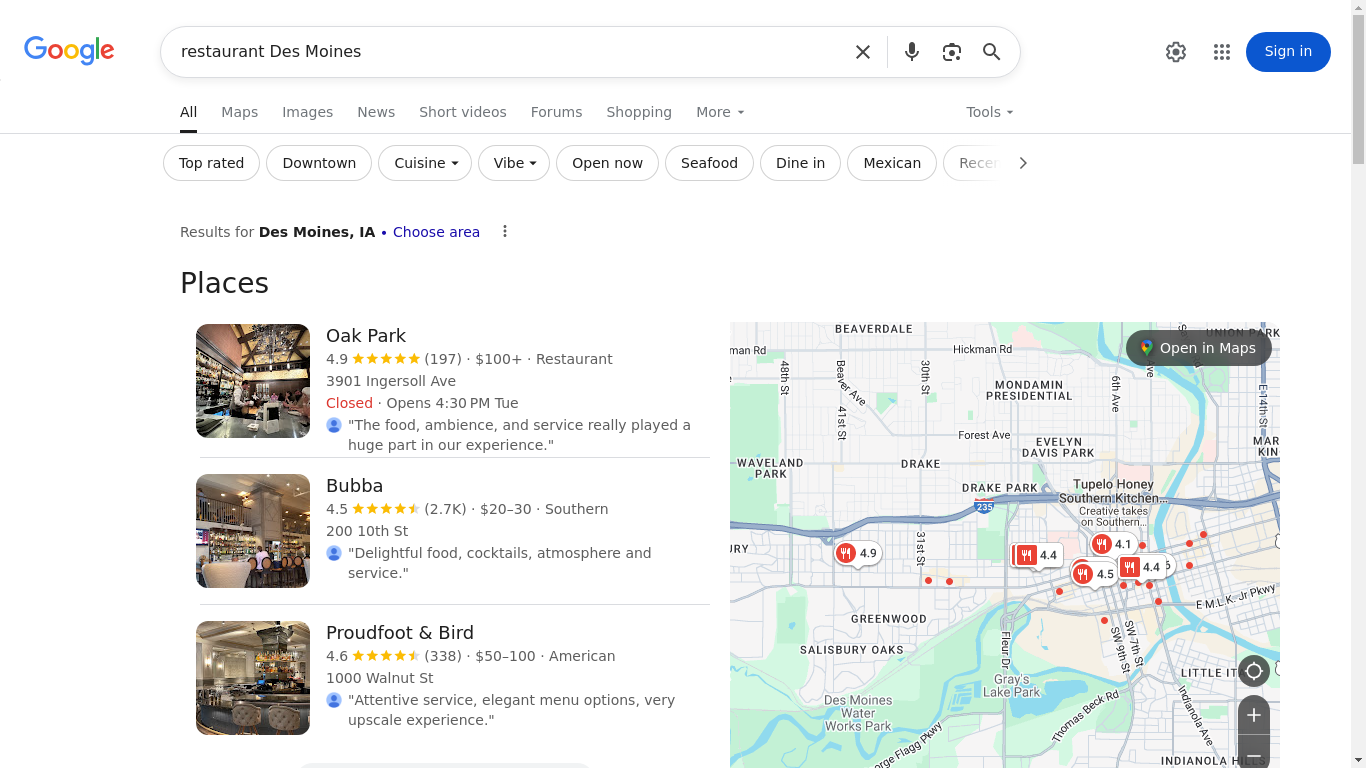 Google
restaurant Des Moines
Sign in
All
Maps
Images
News
Short videos
Forums
Shopping
More
Tools
Top rated
Downtown
Cuisine
Vibe
Open now
Seafood
Dine in
Mexican
Results for Des Moines, IA • Choose area
Places
Oak Park
4.9 (197) · $100+ · Restaurant
3901 Ingersoll Ave
Closed · Opens 4:30 PM Tue
"The food, ambience, and service really played a
huge part in our experience."
Bubba
4.5 (2.7K) · $20–30 · Southern
200 10th St
"Delightful food, cocktails, atmosphere and
service."
Proudfoot & Bird
4.6 (338) · $50–100 · American
1000 Walnut St
"Attentive service, elegant menu options, very
upscale experience."
Open in Maps
BEAVERDALE
UNION PARK
Hickman Rd
man Rd
48th St
Beaver Ave
41st St
30th St
6th Ave
E 14th St
MONDAMIN
PRESIDENTIAL
Forest Ave
EVELYN
DAVIS PARK
WAVELAND
PARK
DRAKE
DRAKE PARK
235
Tupelo Honey
Southern Kitchen...
Creative takes
on Southern...
31st St
4.9
4.4
4.1
4.5
4.4
E M.L.K. Jr Pkwy
GREENWOOD
SALISBURY OAKS
Fleur Dr
SW 9th St
SW 7th St
Gray's
Lake Park
Des Moines
Water
Works Park
Thomas Beck Rd
Indianola Ave
orge Flagg Pkwy
INDIANOLA HILLS